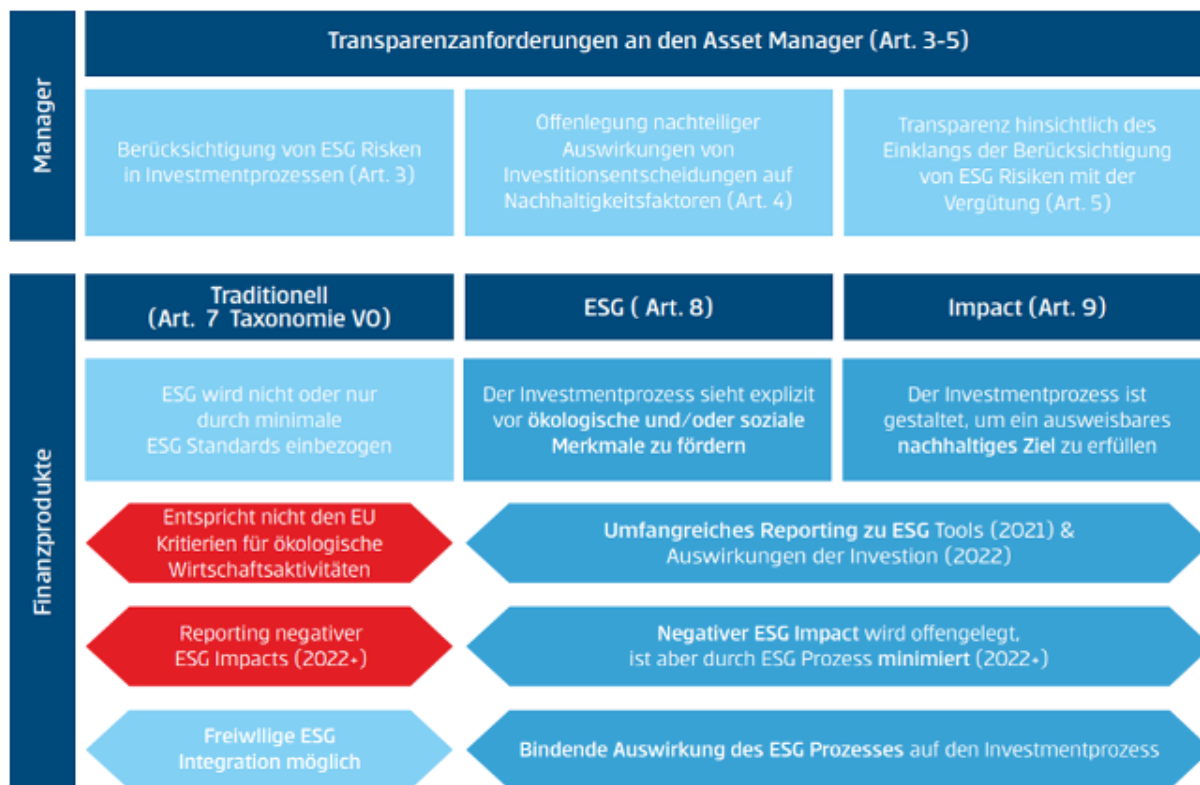 Manager
Transparenzanforderungen an den Asset Manager (Art. 3-5)
Berücksichtigung von ESG Risken
in Investmentprozessen (Art. 3)
Offenlegung nachteiliger
Auswirkungen von
Investitionsentscheidungen auf
Nachhaltigkeitsfaktoren (Art. 4)
Transparenz hinsichtlich des
Einklangs der Berücksichtigung
von ESG Risiken mit der
Vergütung (Art. 5)
Finanzprodukte
Traditionell
(Art. 7 Taxonomie VO)
ESG ( Art. 8)
Impact (Art. 9)
ESG wird nicht oder nur
durch minimale
ESG Standards einbezogen
Der Investmentprozess sieht explizit
vor ökologische und/oder soziale
Merkmale zu fördern
Der Investmentprozess ist
gestaltet, um ein ausweisbares
nachhaltiges Ziel zu erfüllen
Entspricht nicht den EU
Kritierien für ökologische
Wirtschaftsaktivitäten
Umfangreiches Reporting zu ESG Tools (2021) &
Auswirkungen der Investion (2022)
Reporting negativer
ESG Impacts (2022+)
Negativer ESG Impact wird offengelegt,
ist aber durch ESG Prozess minimiert (2022+)
Freiwllige ESG
Integration möglich
Bindende Auswirkung des ESG Prozesses auf den Investmentprozess